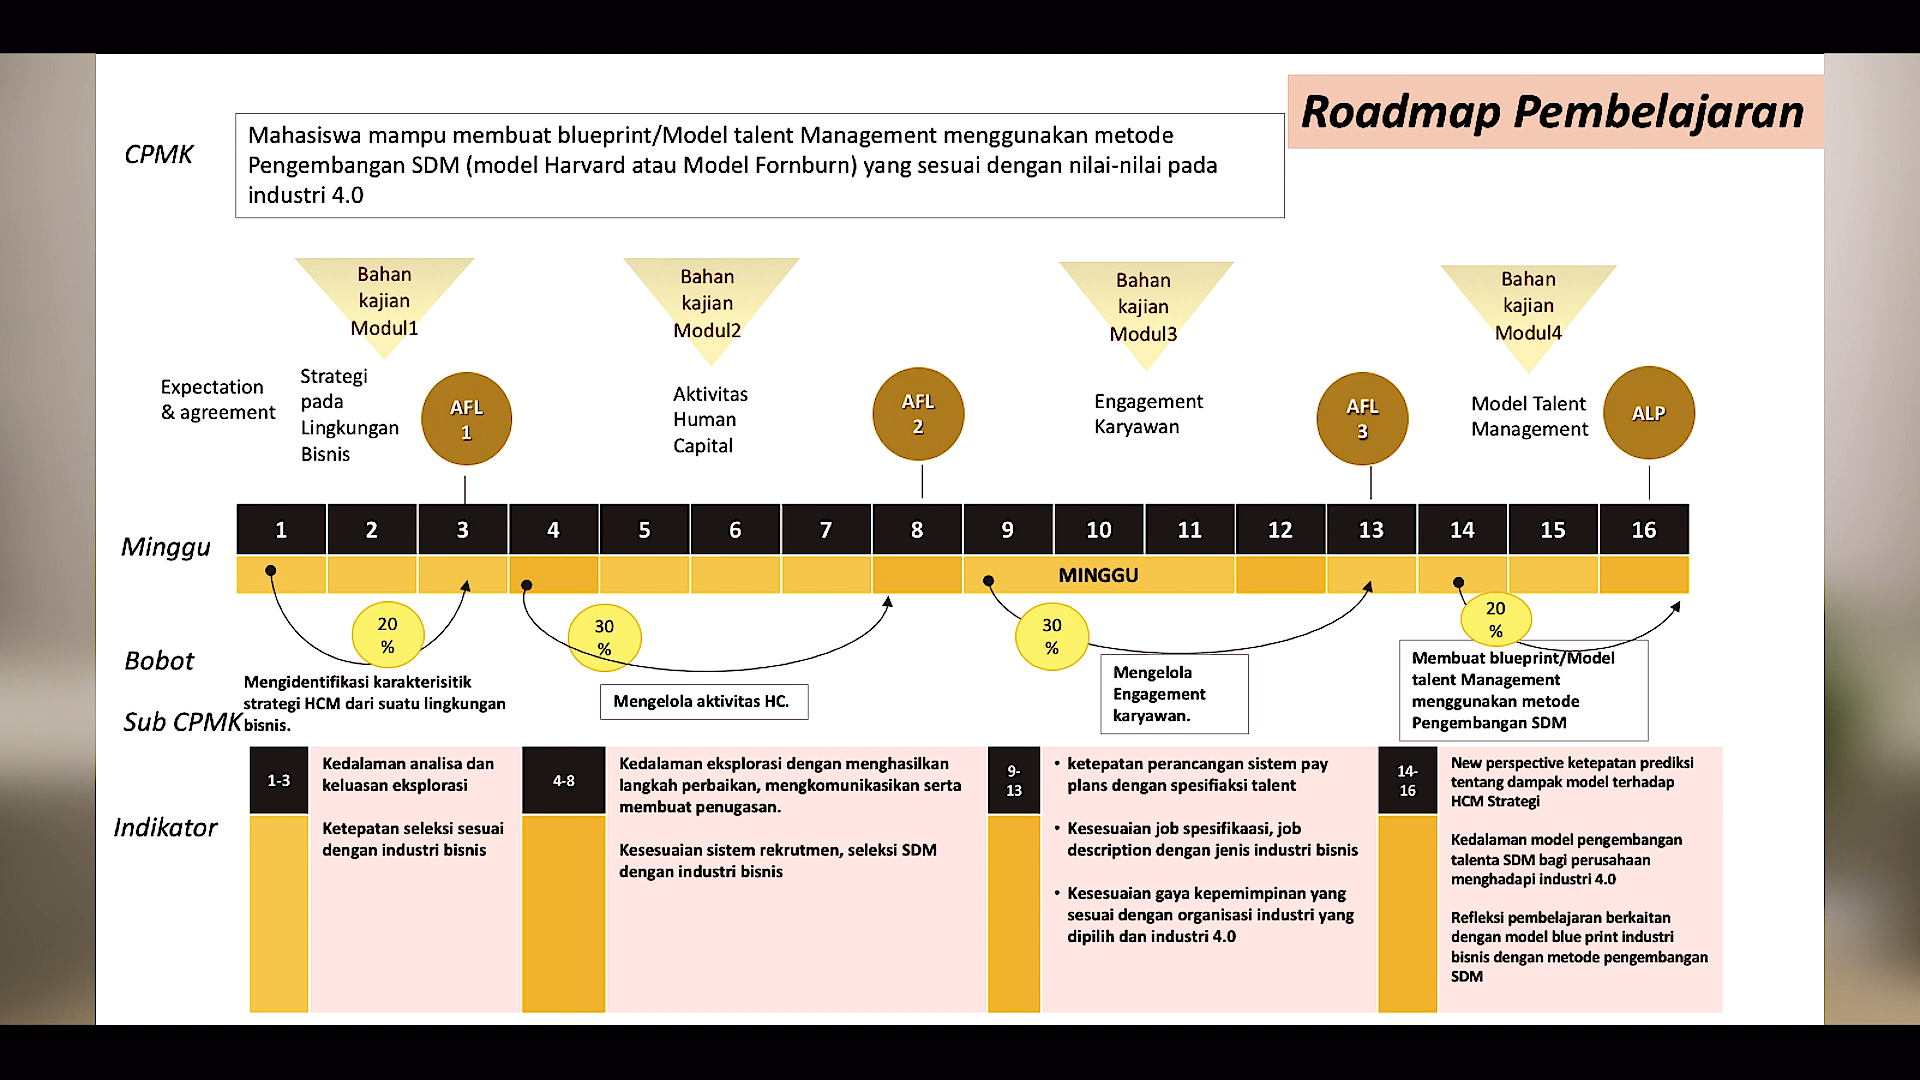 Roadmap Pembelajaran
CPMK
Mahasiswa mampu membuat blueprint/Model talent Management menggunakan metode
Pengembangan SDM (model Harvard atau Model Fornburn) yang sesuai dengan nilai-nilai pada
industri 4.0
Bahan
kajian
Modul1
Bahan
kajian
Modul2
Bahan
kajian
Modul3
Bahan
kajian
Modul4
Expectation
& agreement
Strategi
pada
Lingkungan
Bisnis
AFL
1
Aktivitas
Human
Capital
AFL
2
Engagement
Karyawan
AFL
3
Model Talent
Management
ALP
Minggu
1 2 3 4 5 6 7 8 9 10 11 12 13 14 15 16
MINGGU
Bobot
20
%
30
%
30
%
20
%
Sub CPMK
Mengidentifikasi karakterisitik
strategi HCM dari suatu lingkungan
bisnis.
Mengelola aktivitas HC.
Mengelola
Engagement
karyawan.
Membuat blueprint/Model
talent Management
menggunakan metode
Pengembangan SDM
Indikator
1-3
Kedalaman analisa dan
keluasan eksplorasi
Ketepatan seleksi sesuai
dengan industri bisnis
4-8
Kedalaman eksplorasi dengan menghasilkan
langkah perbaikan, mengkomunikasikan serta
membuat penugasan.
Kesesuaian sistem rekrutmen, seleksi SDM
dengan industri bisnis
9-
13
• ketepatan perancangan sistem pay
plans dengan spesifiaksi talent
• Kesesuaian job spesifikaasi, job
description dengan jenis industri bisnis
• Kesesuaian gaya kepemimpinan yang
sesuai dengan organisasi industri yang
dipilih dan industri 4.0
14-
16
New perspective ketepatan prediksi
tentang dampak model terhadap
HCM Strategi
Kedalaman model pengembangan
talenta SDM bagi perusahaan
menghadapi industri 4.0
Refleksi pembelajaran berkaitan
dengan model blue print industri
bisnis dengan metode pengembangan
SDM